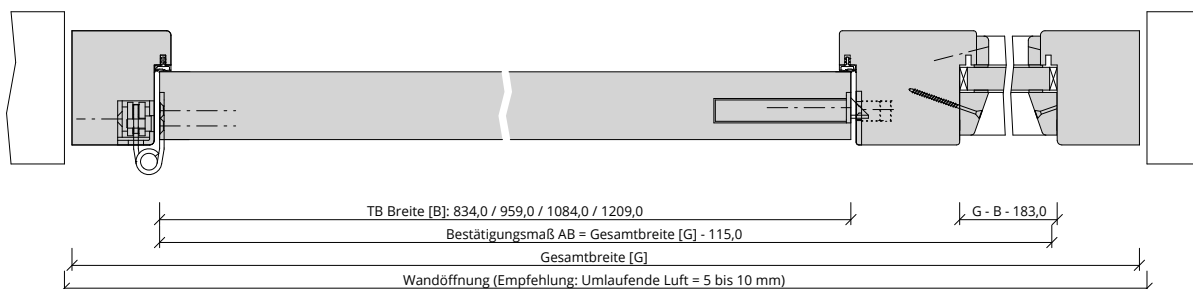 TB Breite [B]: 834,0 / 959,0 / 1084,0 / 1209,0
G - B - 183,0
Bestätigungsmaß AB = Gesamtbreite [G] - 115,0
Gesamtbreite [G]
Wandöffnung (Empfehlung: Umlaufende Luft = 5 bis 10 mm)